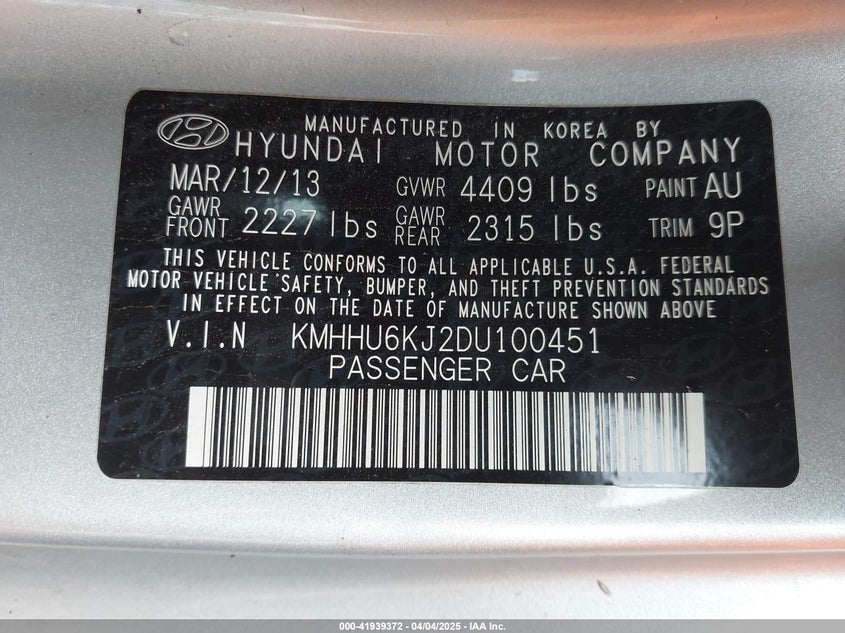 MANUFACTURED IN KOREA BY
HYUNDAI MOTOR COMPANY
MAR/12/13 GVWR 4409 lbs PAINT AU
GAWR FRONT 2227 lbs GAWR REAR 2315 lbs TRIM 9P
THIS VEHICLE CONFORMS TO ALL APPLICABLE U.S.A. FEDERAL
MOTOR VEHICLE SAFETY, BUMPER, AND THEFT PREVENTION STANDARDS
IN EFFECT ON THE DATE OF MANUFACTURE SHOWN ABOVE
V.I.N KMHHU6KJ2DU100451
PASSENGER CAR
000-41939372 - 04/04/2025 - IAA Inc.